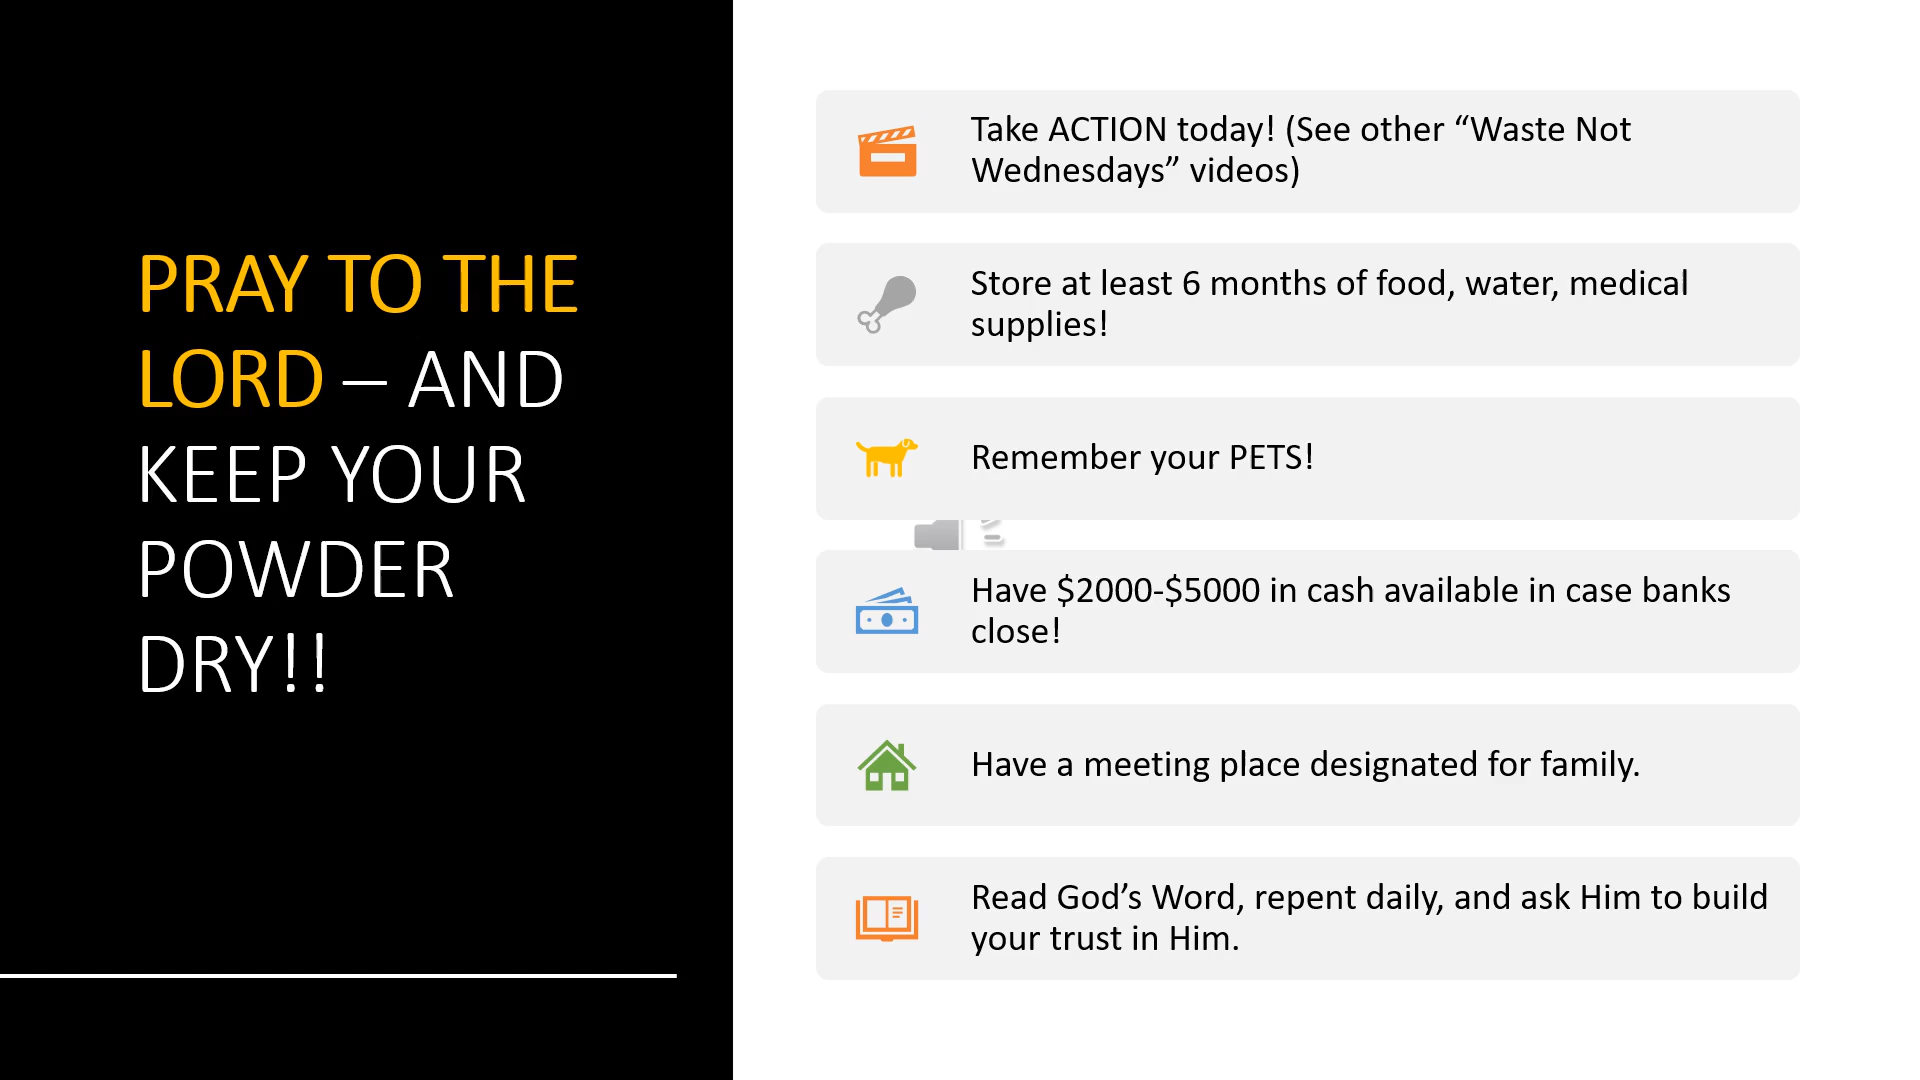 PRAY TO THE
LORD – AND
KEEP YOUR
POWDER
DRY!!
Take ACTION today! (See other “Waste Not
Wednesdays” videos)
Store at least 6 months of food, water, medical
supplies!
Remember your PETS!
Have $2000-$5000 in cash available in case banks
close!
Have a meeting place designated for family.
Read God’s Word, repent daily, and ask Him to build
your trust in Him.